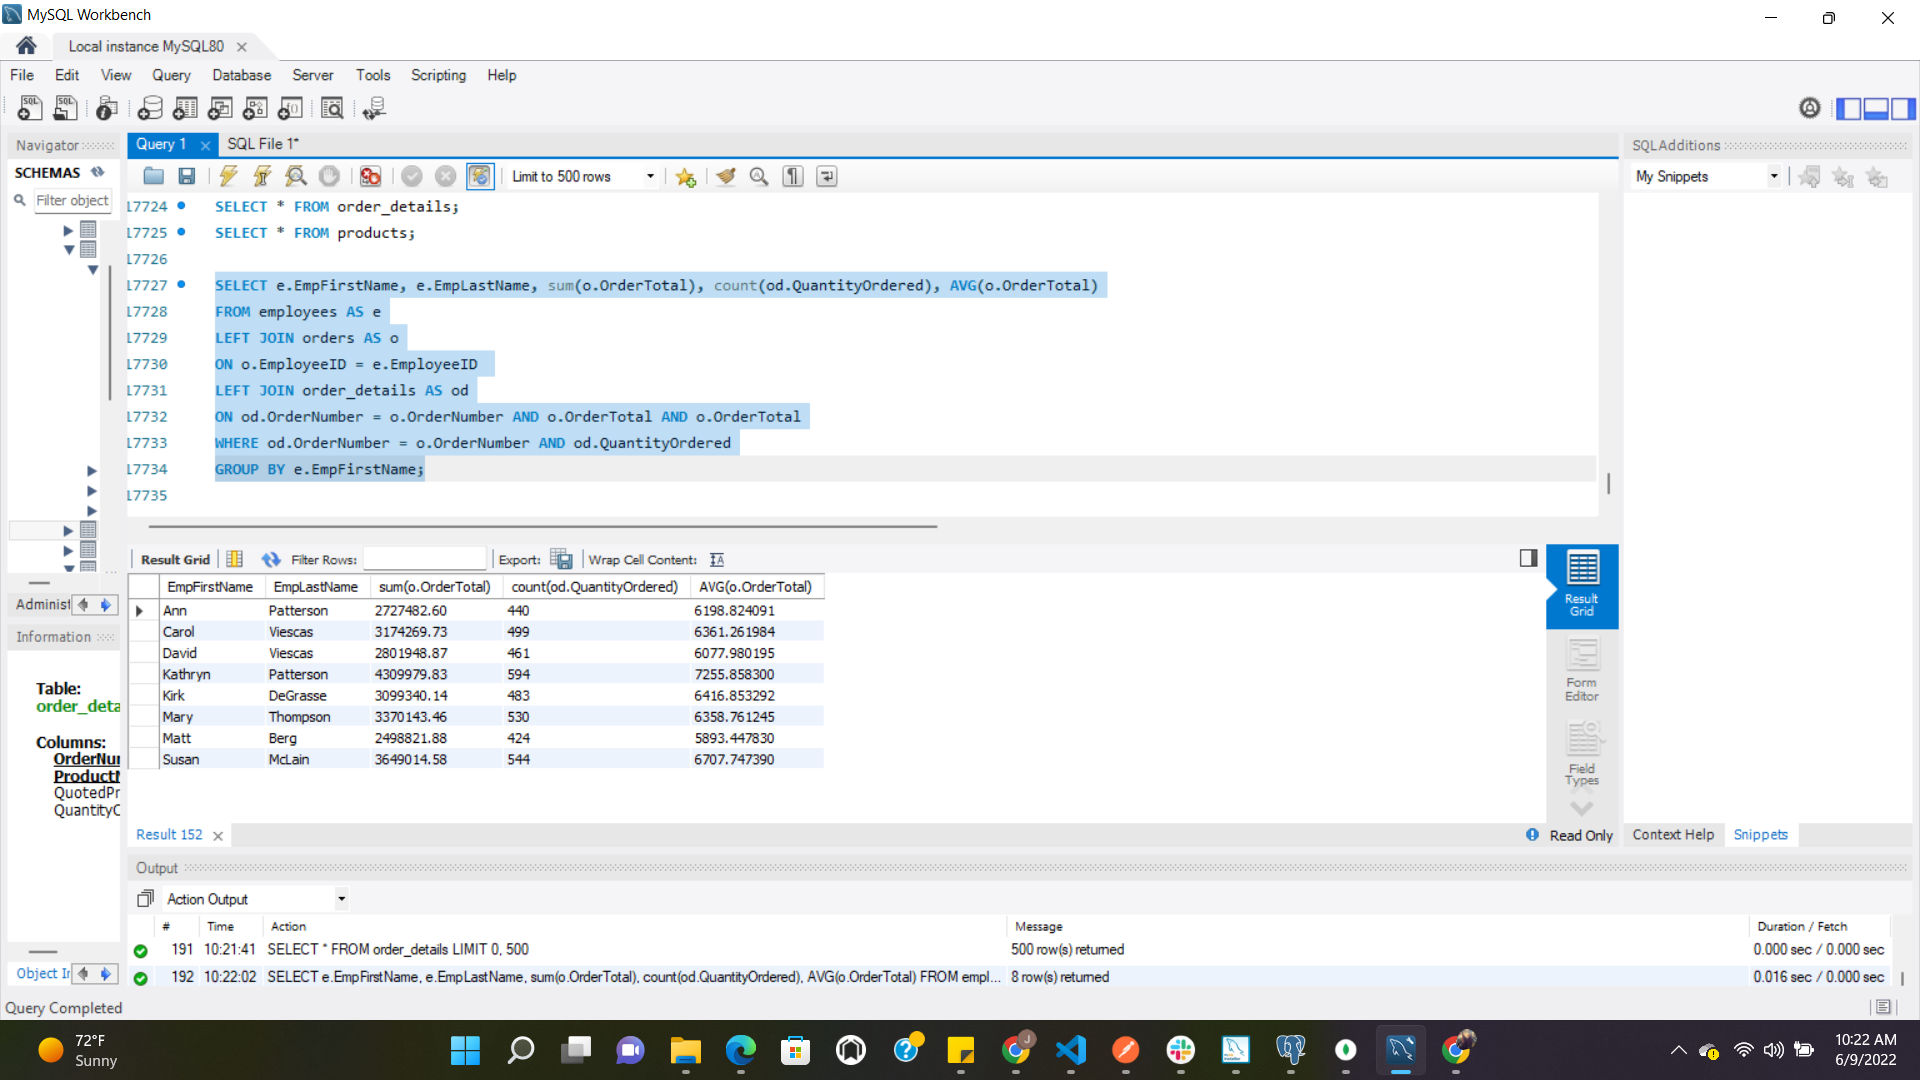 MySQL Workbench
Local instance MySQL80
File Edit View Query Database Server Tools Scripting Help
Navigator
SCHEMAS
Filter object
Query 1
SQL File 1*
Limit to 500 rows
17724 SELECT * FROM order_details;
17725 SELECT * FROM products;
17726
17727 SELECT e.EmpFirstName, e.EmpLastName, sum(o.OrderTotal), count(od.QuantityOrdered), AVG(o.OrderTotal)
17728 FROM employees AS e
17729 LEFT JOIN orders AS o
17730 ON o.EmployeeID = e.EmployeeID
17731 LEFT JOIN order_details AS od
17732 ON od.OrderNumber = o.OrderNumber AND o.OrderTotal AND o.OrderTotal
17733 WHERE od.OrderNumber = o.OrderNumber AND od.QuantityOrdered
17734 GROUP BY e.EmpFirstName;
17735
SQLAdditions
My Snippets
Administ
Information
Table:
order_deta
Columns:
OrderNu
Product
QuotedPr
QuantityO
Object Ir
Result Grid Filter Rows: Export: Wrap Cell Content:
EmpFirstName EmpLastName sum(o.OrderTotal) count(od.QuantityOrdered) AVG(o.OrderTotal)
Ann Patterson 2727482.60 440 6198.824091
Carol Viescas 3174269.73 499 6361.261984
David Viescas 2801948.87 461 6077.980195
Kathryn Patterson 4309979.83 594 7255.858300
Kirk DeGrasse 3099340.14 483 6416.853292
Mary Thompson 3370143.46 530 6358.761245
Matt Berg 2498821.88 424 5893.447830
Susan McLain 3649014.58 544 6707.747390
Result Grid
Form Editor
Field Types
Result 152
Read Only
Context Help Snippets
Output
Action Output
# Time Action Message Duration / Fetch
191 10:21:41 SELECT * FROM order_details LIMIT 0, 500 500 row(s) returned 0.000 sec / 0.000 sec
192 10:22:02 SELECT e.EmpFirstName, e.EmpLastName, sum(o.OrderTotal), count(od.QuantityOrdered), AVG(o.OrderTotal) FROM empl... 8 row(s) returned 0.016 sec / 0.000 sec
Query Completed
72°F
Sunny
10:22 AM
6/9/2022